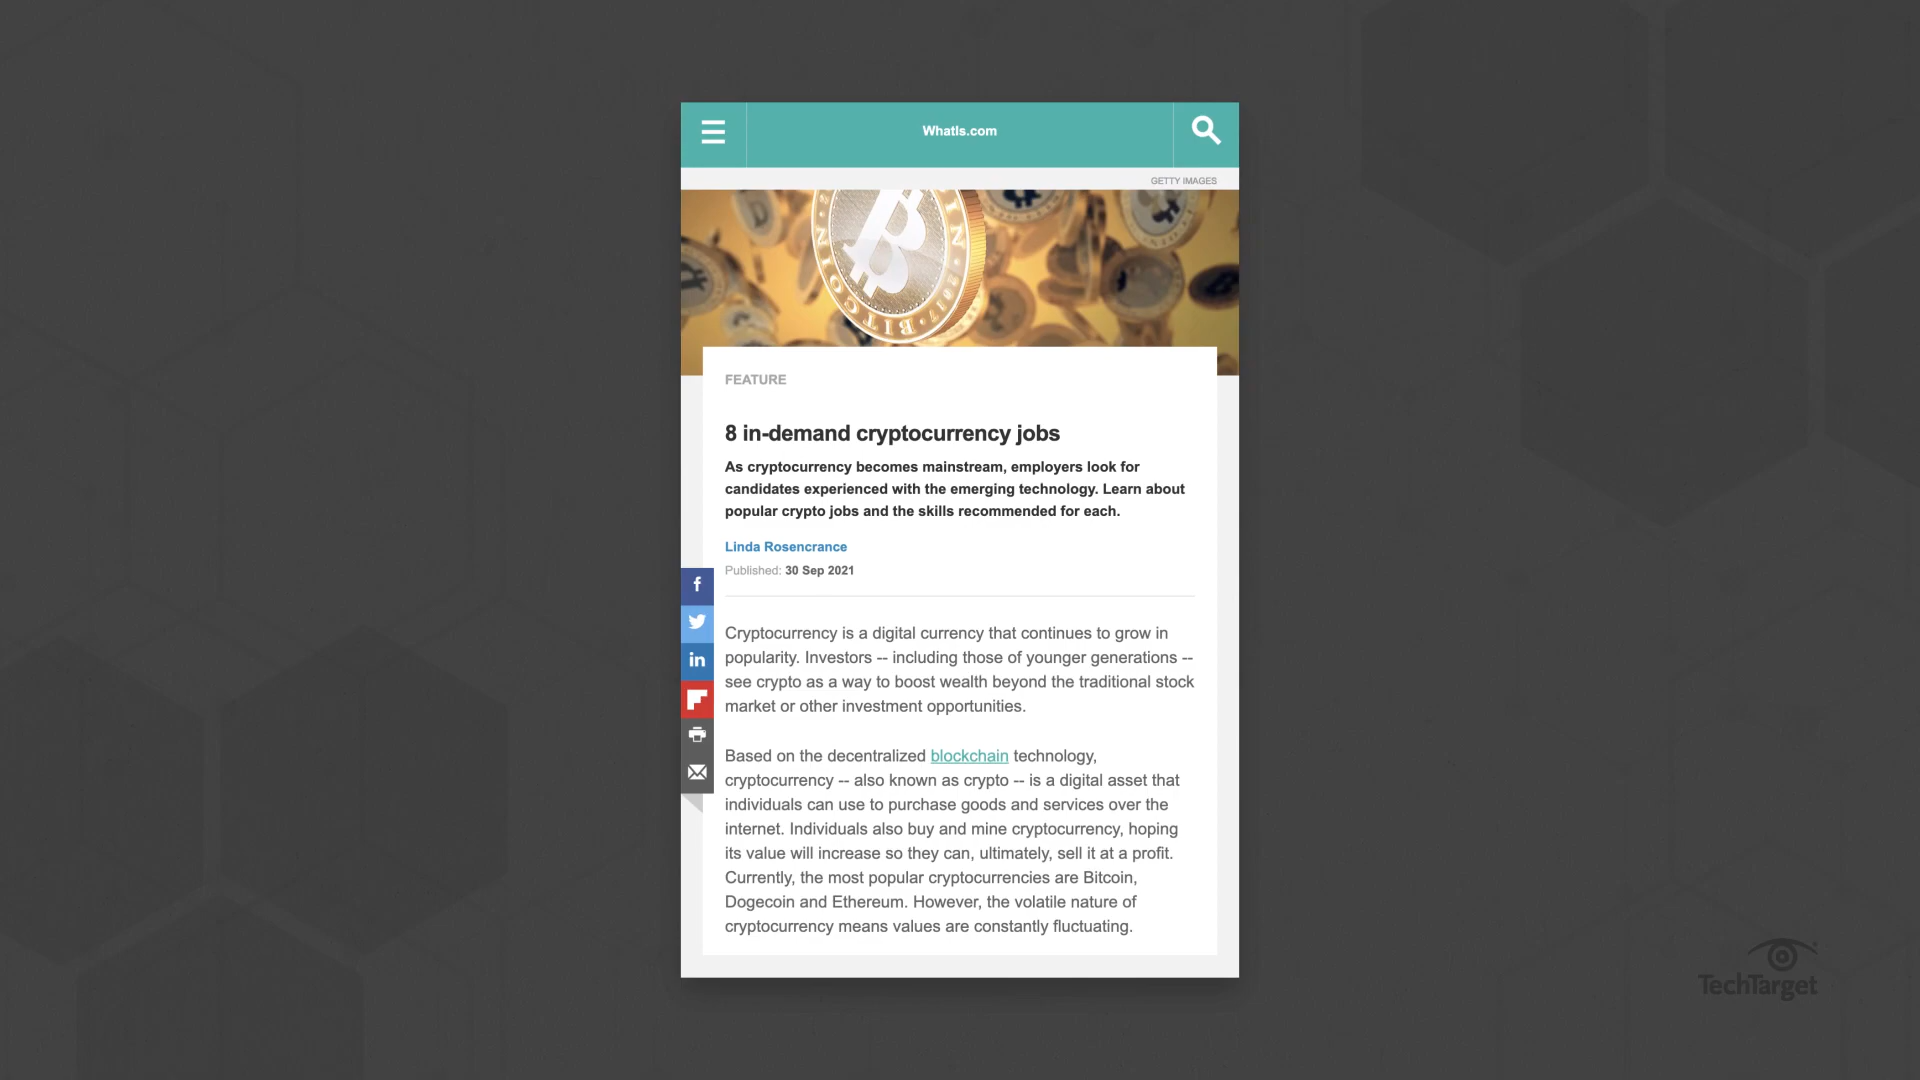 WhatIs.com
GETTY IMAGES
BITCOIN
FEATURE
8 in-demand cryptocurrency jobs
As cryptocurrency becomes mainstream, employers look for
candidates experienced with the emerging technology. Learn about
popular crypto jobs and the skills recommended for each.
Linda Rosencrance
Published: 30 Sep 2021
Cryptocurrency is a digital currency that continues to grow in
popularity. Investors -- including those of younger generations --
see crypto as a way to boost wealth beyond the traditional stock
market or other investment opportunities.
Based on the decentralized blockchain technology,
cryptocurrency -- also known as crypto -- is a digital asset that
individuals can use to purchase goods and services over the
internet. Individuals also buy and mine cryptocurrency, hoping
its value will increase so they can, ultimately, sell it at a profit.
Currently, the most popular cryptocurrencies are Bitcoin,
Dogecoin and Ethereum. However, the volatile nature of
cryptocurrency means values are constantly fluctuating.
TechTarget